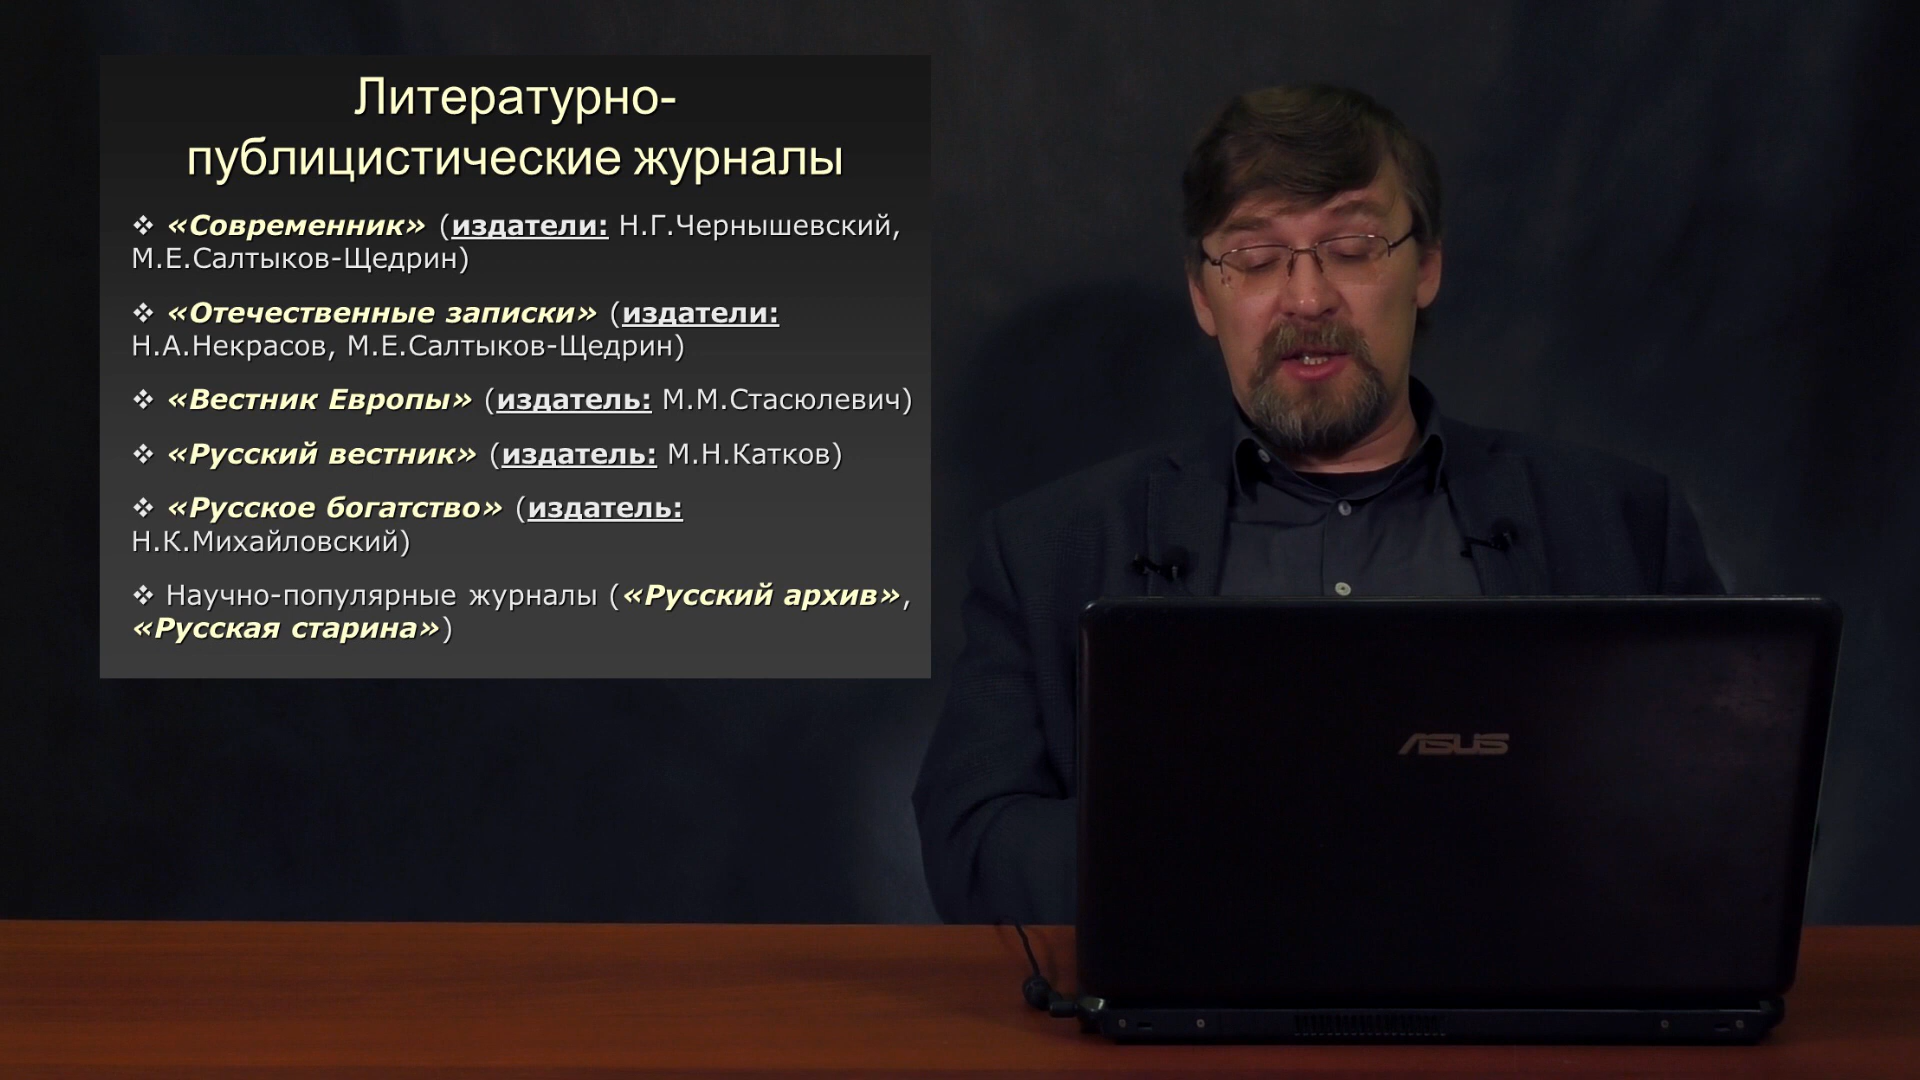 Литературно-
публицистические журналы
❖ «Современник» (издатели: Н.Г.Чернышевский,
М.Е.Салтыков-Щедрин)
❖ «Отечественные записки» (издатели:
Н.А.Некрасов, М.Е.Салтыков-Щедрин)
❖ «Вестник Европы» (издатель: М.М.Стасюлевич)
❖ «Русский вестник» (издатель: М.Н.Катков)
❖ «Русское богатство» (издатель:
Н.К.Михайловский)
❖ Научно-популярные журналы («Русский архив»,
«Русская старина»)
ASUS